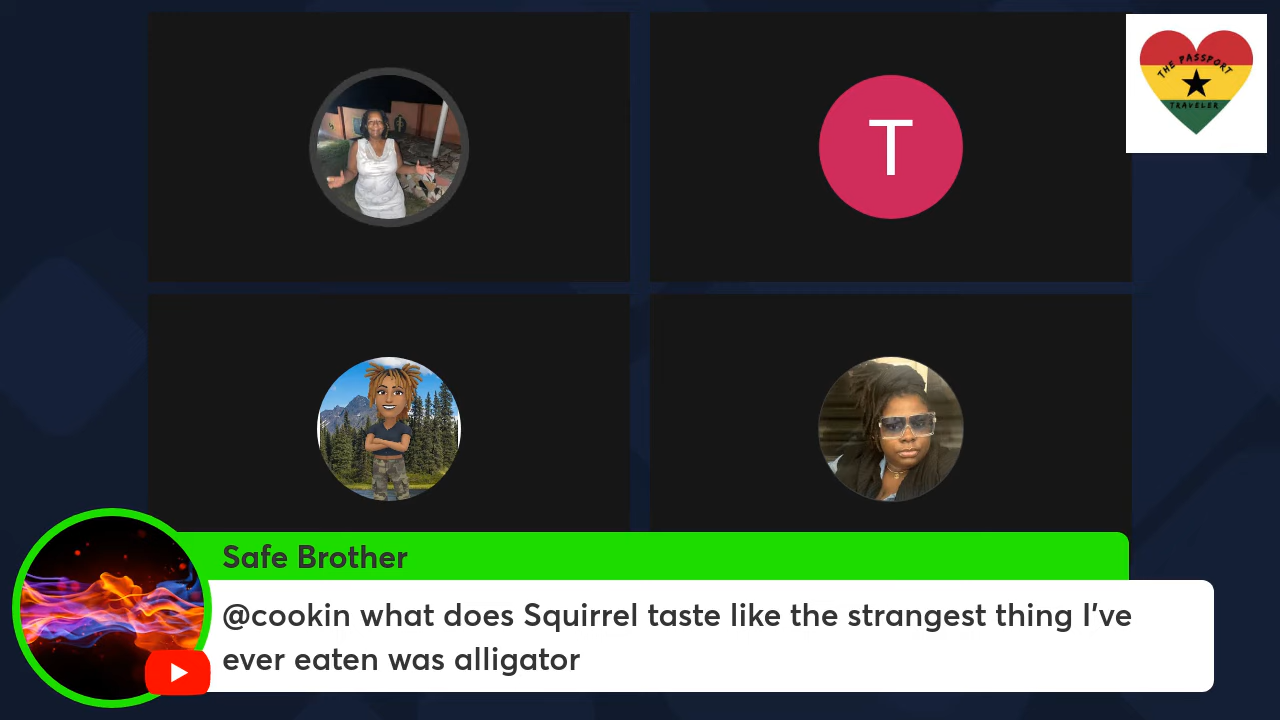 THE PASSPORT
TRAVELER
T
Safe Brother
@cookin what does Squirrel taste like the strangest thing I've
ever eaten was alligator